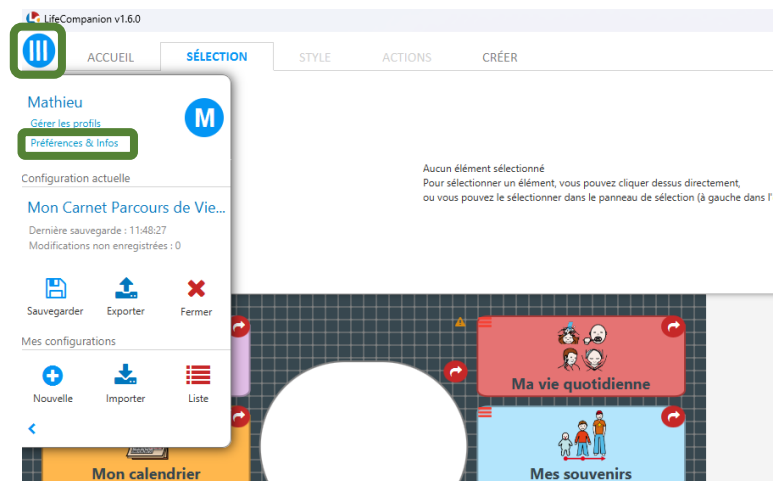 LifeCompanion v1.6.0
ACCUEIL SÉLECTION STYLE ACTIONS CRÉER
Mathieu
M
Gérer les profils
Préférences & Infos
Configuration actuelle
Mon Carnet Parcours de Vie...
Dernière sauvegarde : 11:48:27
Modifications non enregistrées : 0
Sauvegarder Exporter Fermer
Mes configurations
Nouvelle Importer Liste
Aucun élément sélectionné
Pour sélectionner un élément, vous pouvez cliquer dessus directement,
ou vous pouvez le sélectionner dans le panneau de sélection (à gauche dans l'
Ma vie quotidienne
Mon calendrier
Mes souvenirs